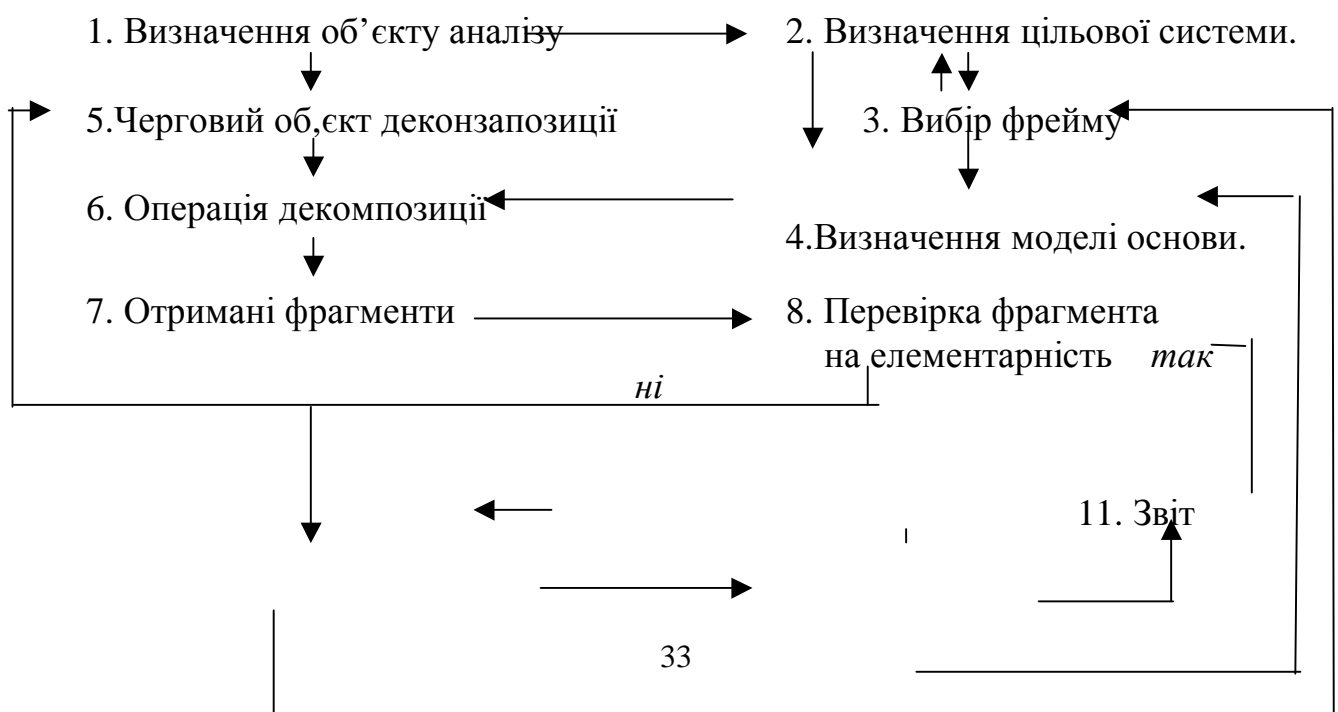 1. Визначення об’єкту аналізу
2. Визначення цільової системи.
5.Черговий об,єкт деконзапозиції
3. Вибір фрейму
6. Операція декомпозиції
4.Визначення моделі основи.
7. Отримані фрагменти
8. Перевірка фрагмента
на елементарність так
ні
11. Звіт
33